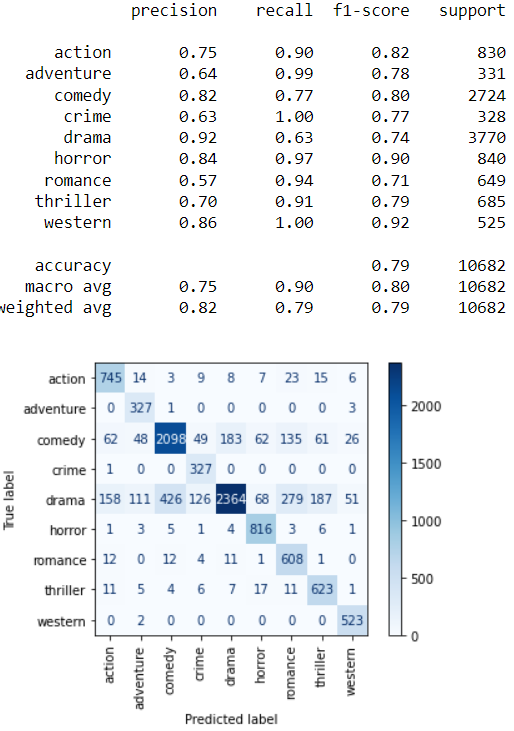 precision recall f1-score support
action 0.75 0.90 0.82 830
adventure 0.64 0.99 0.78 331
comedy 0.82 0.77 0.80 2724
crime 0.63 1.00 0.77 328
drama 0.92 0.63 0.74 3770
horror 0.84 0.97 0.90 840
romance 0.57 0.94 0.71 649
thriller 0.70 0.91 0.79 685
western 0.86 1.00 0.92 525
accuracy 0.79 10682
macro avg 0.75 0.90 0.80 10682
weighted avg 0.82 0.79 0.79 10682
True label
action 745 14 3 9 8 7 23 15 6
adventure 0 327 1 0 0 0 0 0 3
comedy 62 48 2098 49 183 62 135 61 26
crime 1 0 0 327 0 0 0 0 0
drama 158 111 426 126 2364 68 279 187 51
horror 1 3 5 1 4 816 3 6 1
romance 12 0 12 4 11 1 608 1 0
thriller 11 5 4 6 7 17 11 623 1
western 0 2 0 0 0 0 0 0 523
action adventure comedy crime drama horror romance thriller western
Predicted label
2000
1500
1000
500
0